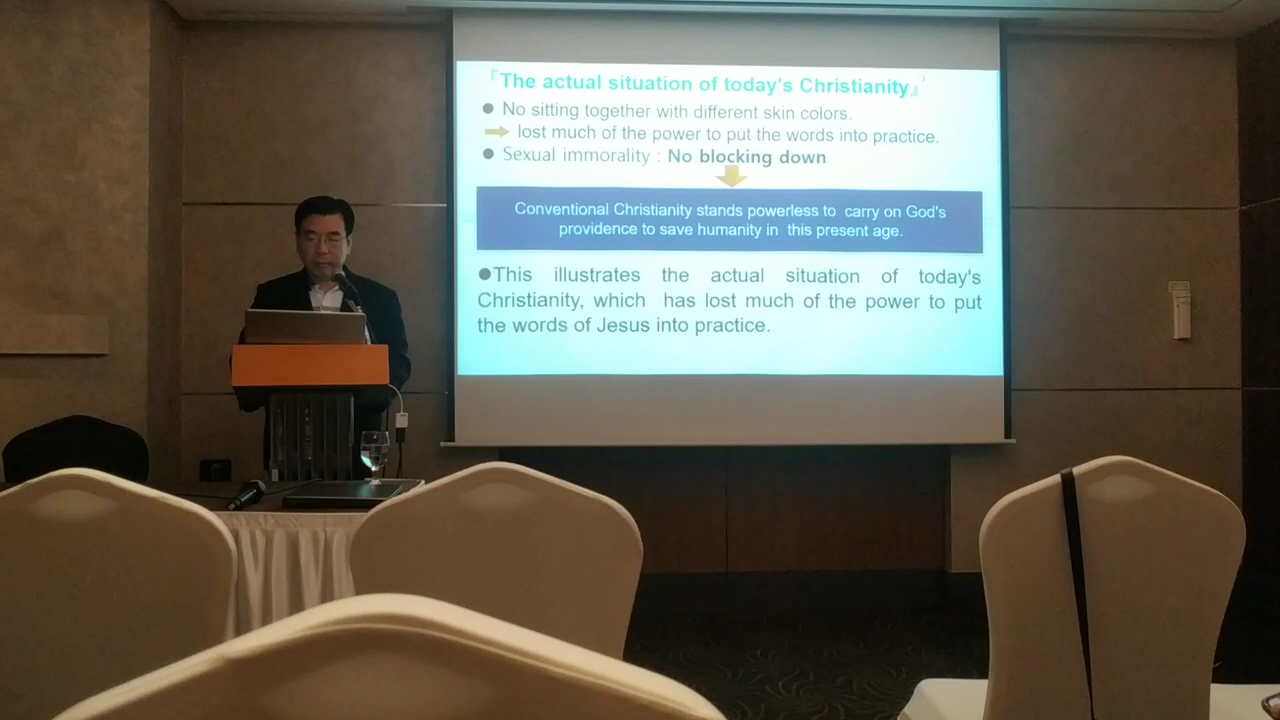 『The actual situation of today's Christianity』
● No sitting together with different skin colors.
➡ lost much of the power to put the words into practice.
● Sexual immorality : No blocking down
Conventional Christianity stands powerless to carry on God's
providence to save humanity in this present age.
●This illustrates the actual situation of today's
Christianity, which has lost much of the power to put
the words of Jesus into practice.